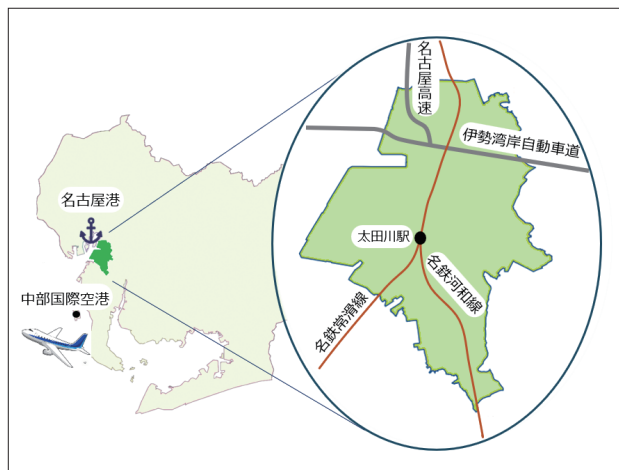 名古屋高速
伊勢湾岸自動車道
名古屋港
太田川駅
中部国際空港
名鉄河和線
名鉄常滑線